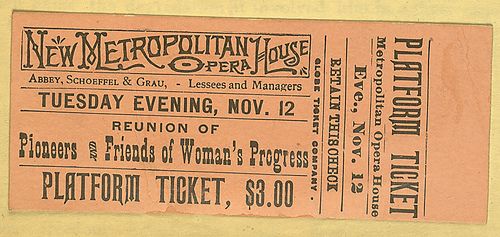 NEW METROPOLITAN
OPERA HOUSE
ABBEY, SCHOEFFEL & GRAU, - Lessees and Managers
TUESDAY EVENING, NOV. 12
REUNION OF
Pioneers and Friends of Woman's Progress
PLATFORM TICKET, $3.00
GLOBE TICKET COMPANY.
RETAIN THIS CHECK
Eve., Nov. 12
Metropolitan Opera House
PLATFORM TICKET